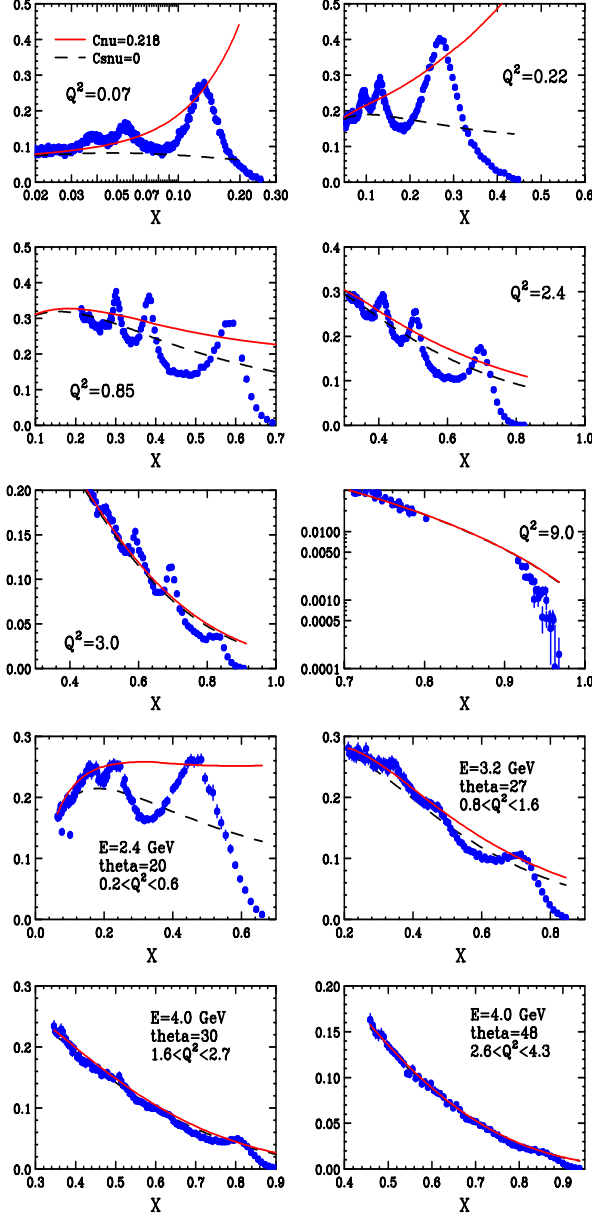 0.5
Cnu=0.218
Csnu=0
0.4
Q²=0.07
0.3
0.2
0.1
0.0
0.02 0.03 0.05 0.07 0.10 0.20 0.30
X
0.5
0.4
0.3
Q²=0.22
0.2
0.1
0.0
0.1 0.2 0.3 0.4 0.5 0.6
X
0.5
0.4
0.3
0.2
0.1
Q²=0.85
0.0
0.1 0.2 0.3 0.4 0.5 0.6 0.7
X
0.4
0.3
Q²=2.4
0.2
0.1
0.0
0.4 0.6 0.8 1.0
X
0.20
0.15
0.10
0.05
Q²=3.0
0.00
0.4 0.6 0.8 1.0
X
Q²=9.0
0.0100
0.0050
0.0010
0.0005
0.0001
0.7 0.8 0.9 1.0
X
0.3
0.2
0.1
E=2.4 GeV
theta=20
0.2<Q²<0.6
0.0
0.0 0.2 0.4 0.6
X
0.3
E=3.2 GeV
theta=27
0.8<Q²<1.6
0.2
0.1
0.0
0.2 0.4 0.6 0.8
X
0.3
E=4.0 GeV
theta=30
1.6<Q²<2.7
0.2
0.1
0.0
0.3 0.4 0.5 0.6 0.7 0.8 0.9
X
0.20
E=4.0 GeV
theta=48
2.6<Q²<4.3
0.15
0.10
0.05
0.00
0.4 0.5 0.6 0.7 0.8 0.9
X